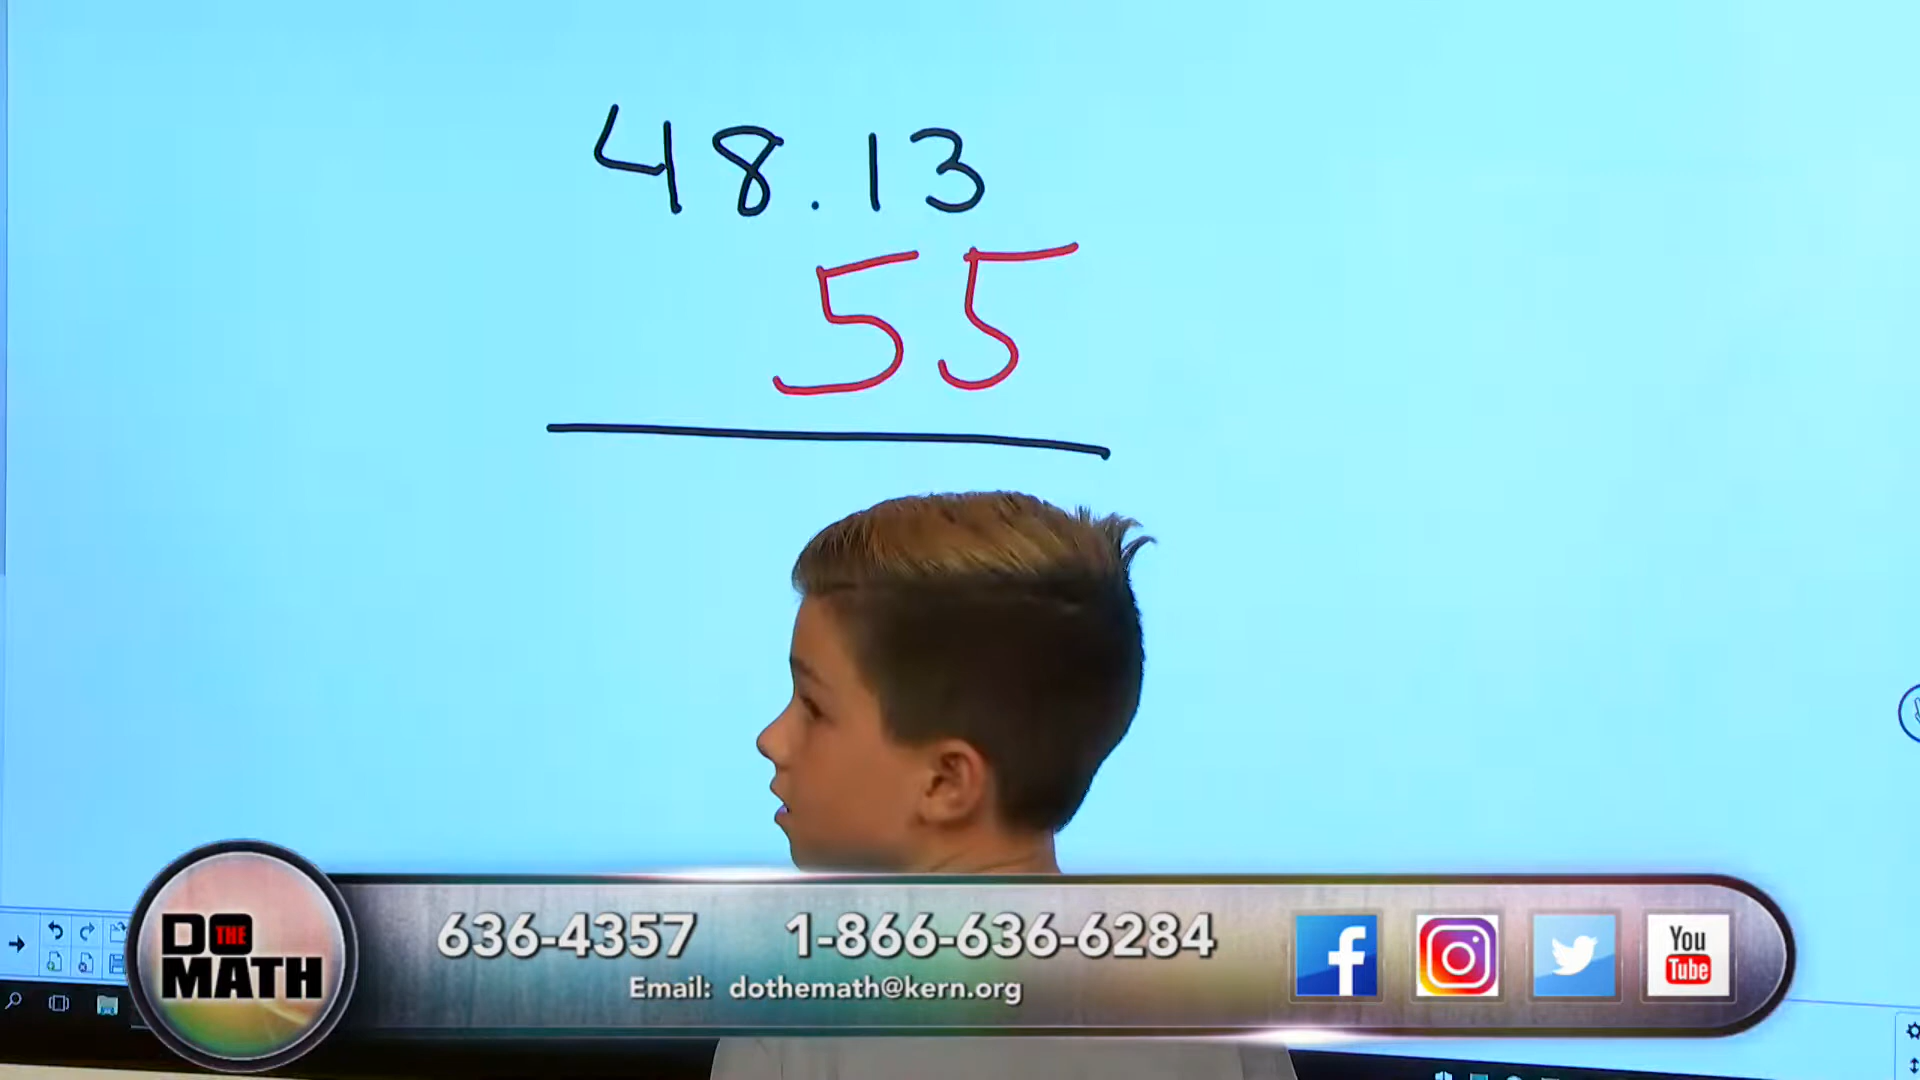 48.13
55
DO THE MATH
636-4357 1-866-636-6284
Email: dothemath@kern.org
You Tube